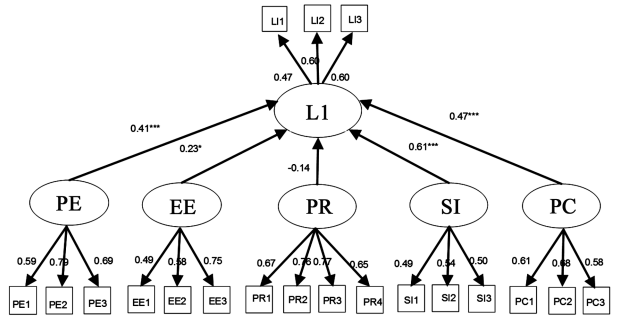 LI1 LI2 LI3
0.47 0.60 0.60
L1
0.41*** 0.23* -0.14 0.61*** 0.47***
PE EE PR SI PC
0.59 0.79 0.69 0.49 0.58 0.75 0.67 0.76 0.77 0.65 0.49 0.54 0.50 0.61 0.68 0.58
PE1 PE2 PE3 EE1 EE2 EE3 PR1 PR2 PR3 PR4 SI1 SI2 SI3 PC1 PC2 PC3